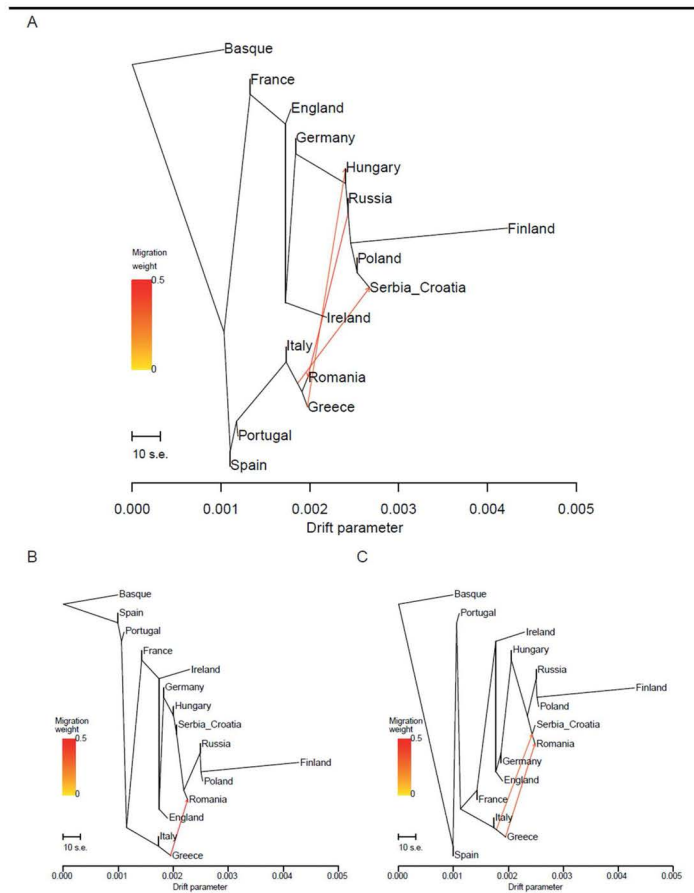 A
Basque
France
England
Germany
Hungary
Russia
Finland
Poland
Serbia_Croatia
Ireland
Italy
Romania
Greece
Portugal
Spain
Migration
weight
0.5
0
10 s.e.
0.000 0.001 0.002 0.003 0.004 0.005
Drift parameter
B
Basque
Spain
Portugal
France
Ireland
Germany
Hungary
Serbia_Croatia
Russia
Finland
Poland
Romania
England
Italy
Greece
Migration
weight
0.5
0
10 s.e.
0.000 0.001 0.002 0.003 0.004 0.005
Drift parameter
C
Basque
Portugal
Ireland
Hungary
Russia
Finland
Poland
Serbia_Croatia
Romania
Germany
England
France
Italy
Greece
Spain
Migration
weight
0.5
0
10 s.e.
0.000 0.001 0.002 0.003 0.004 0.005
Drift parameter